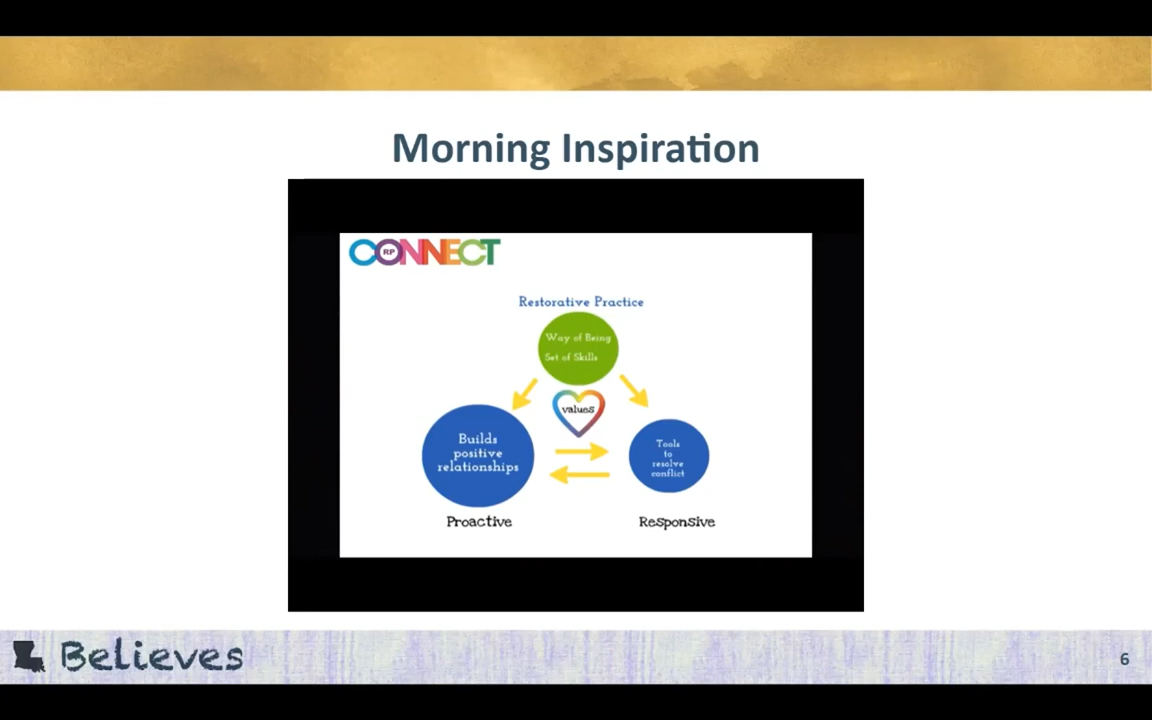 Morning Inspiration
CONNECT
RP
Restorative Practice
Way of Being
Set of Skills
values
Builds
positive
relationships
Tools
to
resolve
conflict
Proactive
Responsive
Believes
6